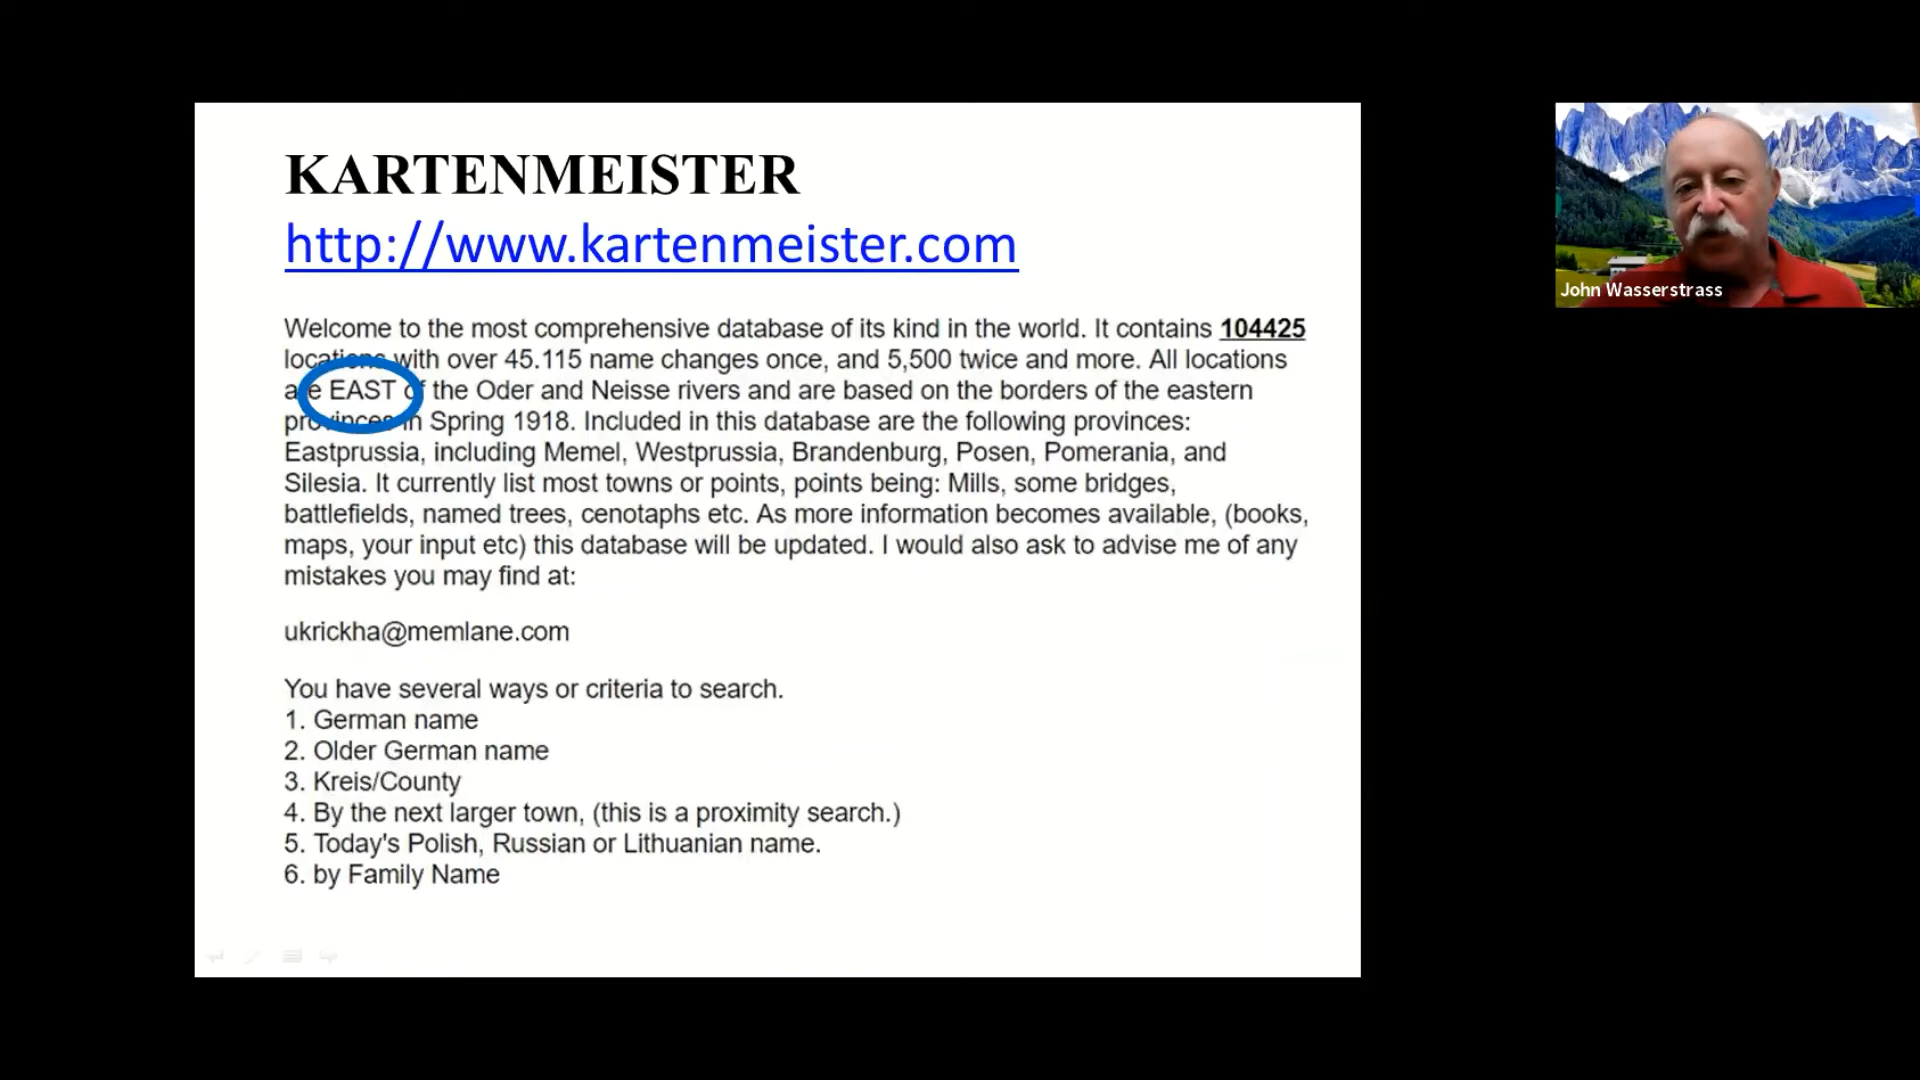 KARTENMEISTER
http://www.kartenmeister.com
Welcome to the most comprehensive database of its kind in the world. It contains 104425
locations with over 45.115 name changes once, and 5,500 twice and more. All locations
are EAST of the Oder and Neisse rivers and are based on the borders of the eastern
provinces in Spring 1918. Included in this database are the following provinces:
Eastprussia, including Memel, Westprussia, Brandenburg, Posen, Pomerania, and
Silesia. It currently list most towns or points, points being: Mills, some bridges,
battlefields, named trees, cenotaphs etc. As more information becomes available, (books,
maps, your input etc) this database will be updated. I would also ask to advise me of any
mistakes you may find at:
ukrickha@memlane.com
You have several ways or criteria to search.
1. German name
2. Older German name
3. Kreis/County
4. By the next larger town, (this is a proximity search.)
5. Today's Polish, Russian or Lithuanian name.
6. by Family Name
John Wasserstrass